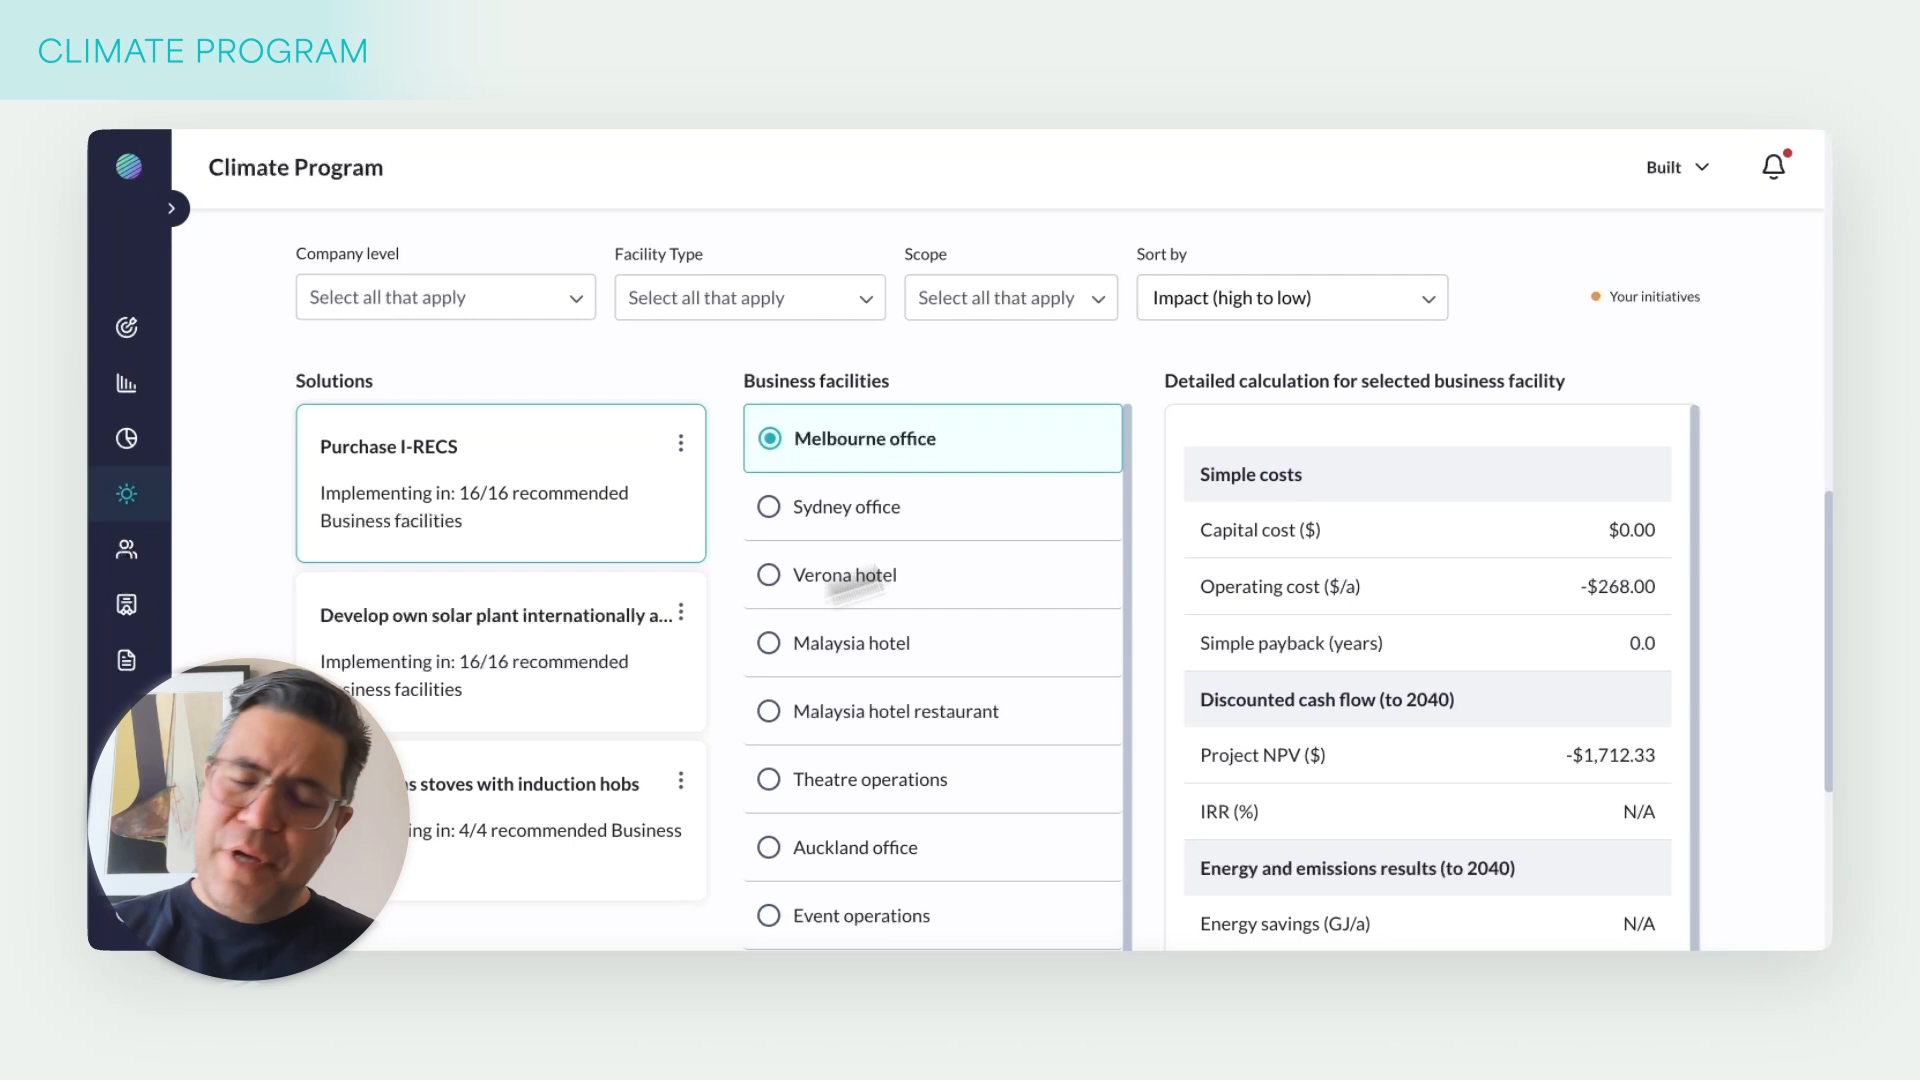 CLIMATE PROGRAM
Climate Program
Built
Company level
Facility Type
Scope
Sort by
Select all that apply
Select all that apply
Select all that apply
Impact (high to low)
Your initiatives
Solutions
Purchase I-RECS
Implementing in: 16/16 recommended
Business facilities
Develop own solar plant internationally a...
Implementing in: 16/16 recommended
siness facilities
s stoves with induction hobs
ing in: 4/4 recommended Business
Business facilities
Melbourne office
Sydney office
Verona hotel
Malaysia hotel
Malaysia hotel restaurant
Theatre operations
Auckland office
Event operations
Detailed calculation for selected business facility
Simple costs
Capital cost ($) $0.00
Operating cost ($/a) -$268.00
Simple payback (years) 0.0
Discounted cash flow (to 2040)
Project NPV ($) -$1,712.33
IRR (%) N/A
Energy and emissions results (to 2040)
Energy savings (GJ/a) N/A